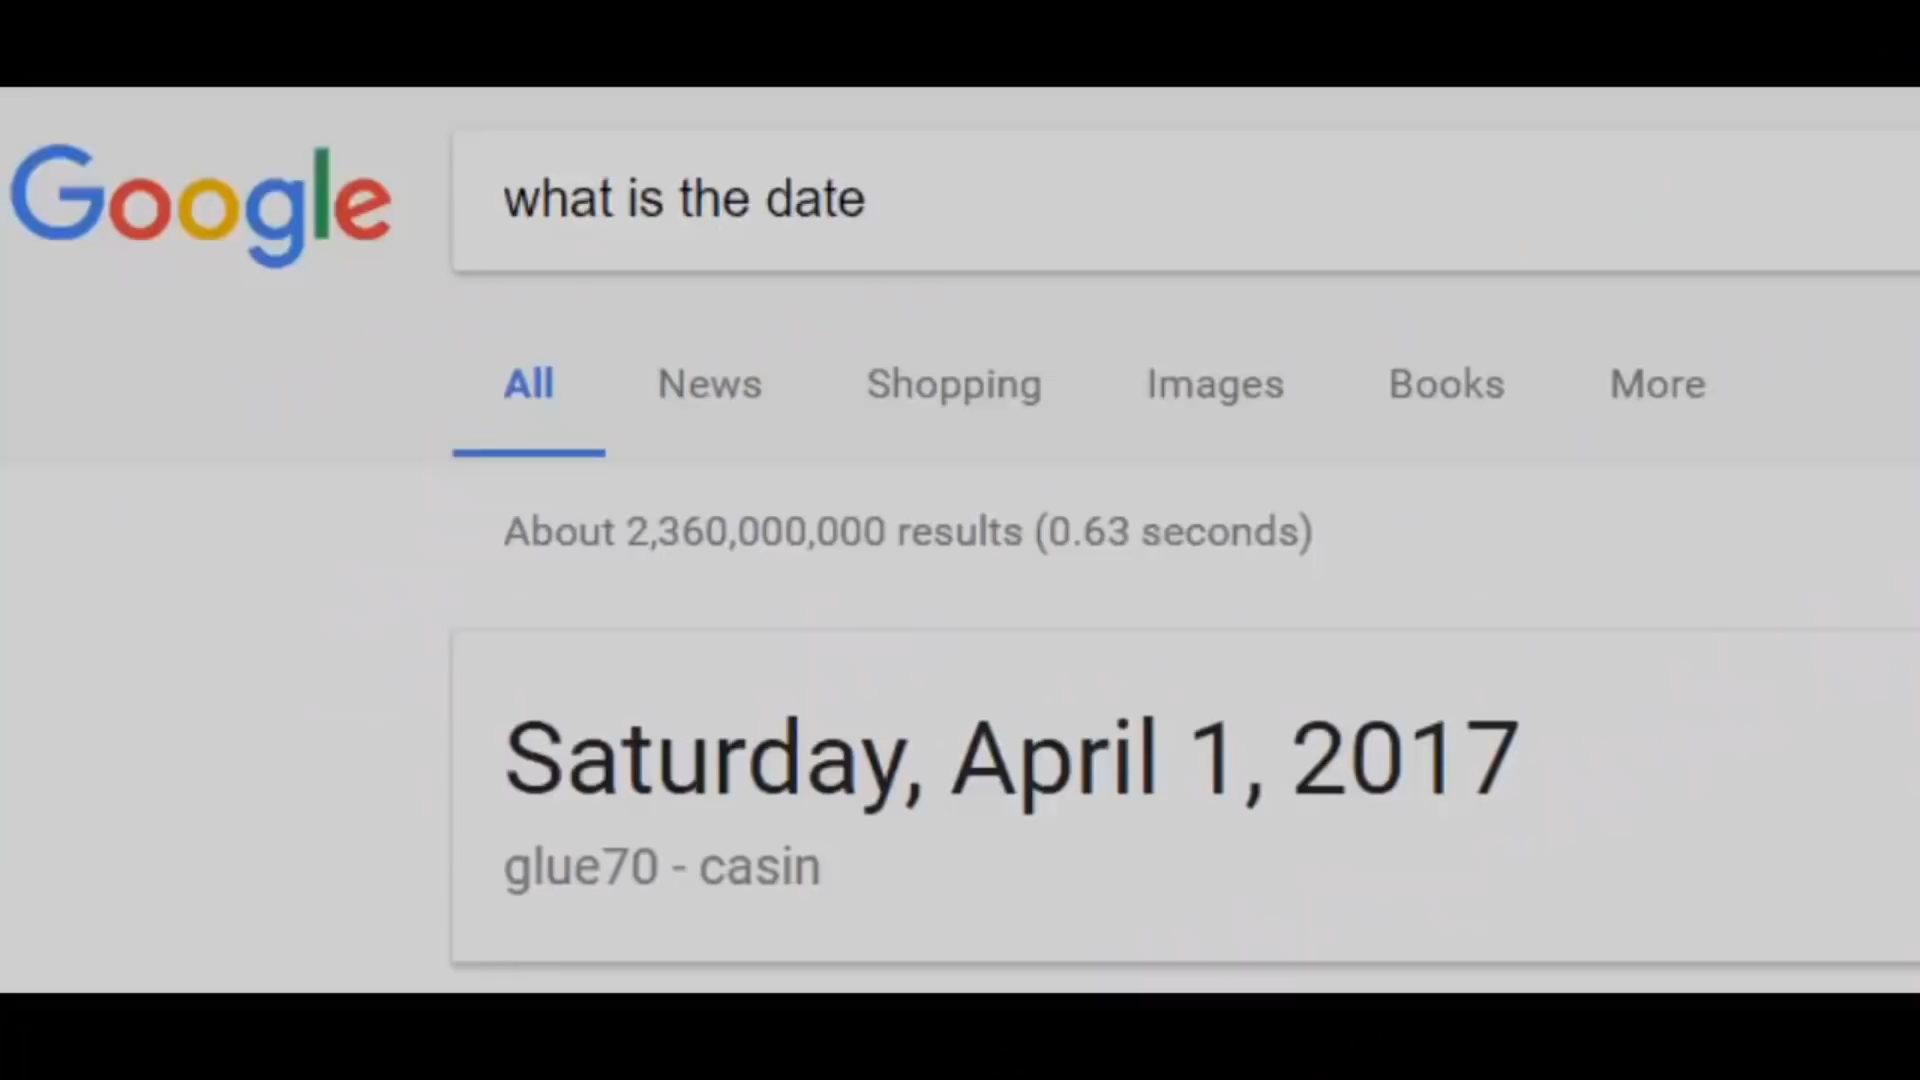 Google
what is the date
All News Shopping Images Books More
About 2,360,000,000 results (0.63 seconds)
Saturday, April 1, 2017
glue70 - casin